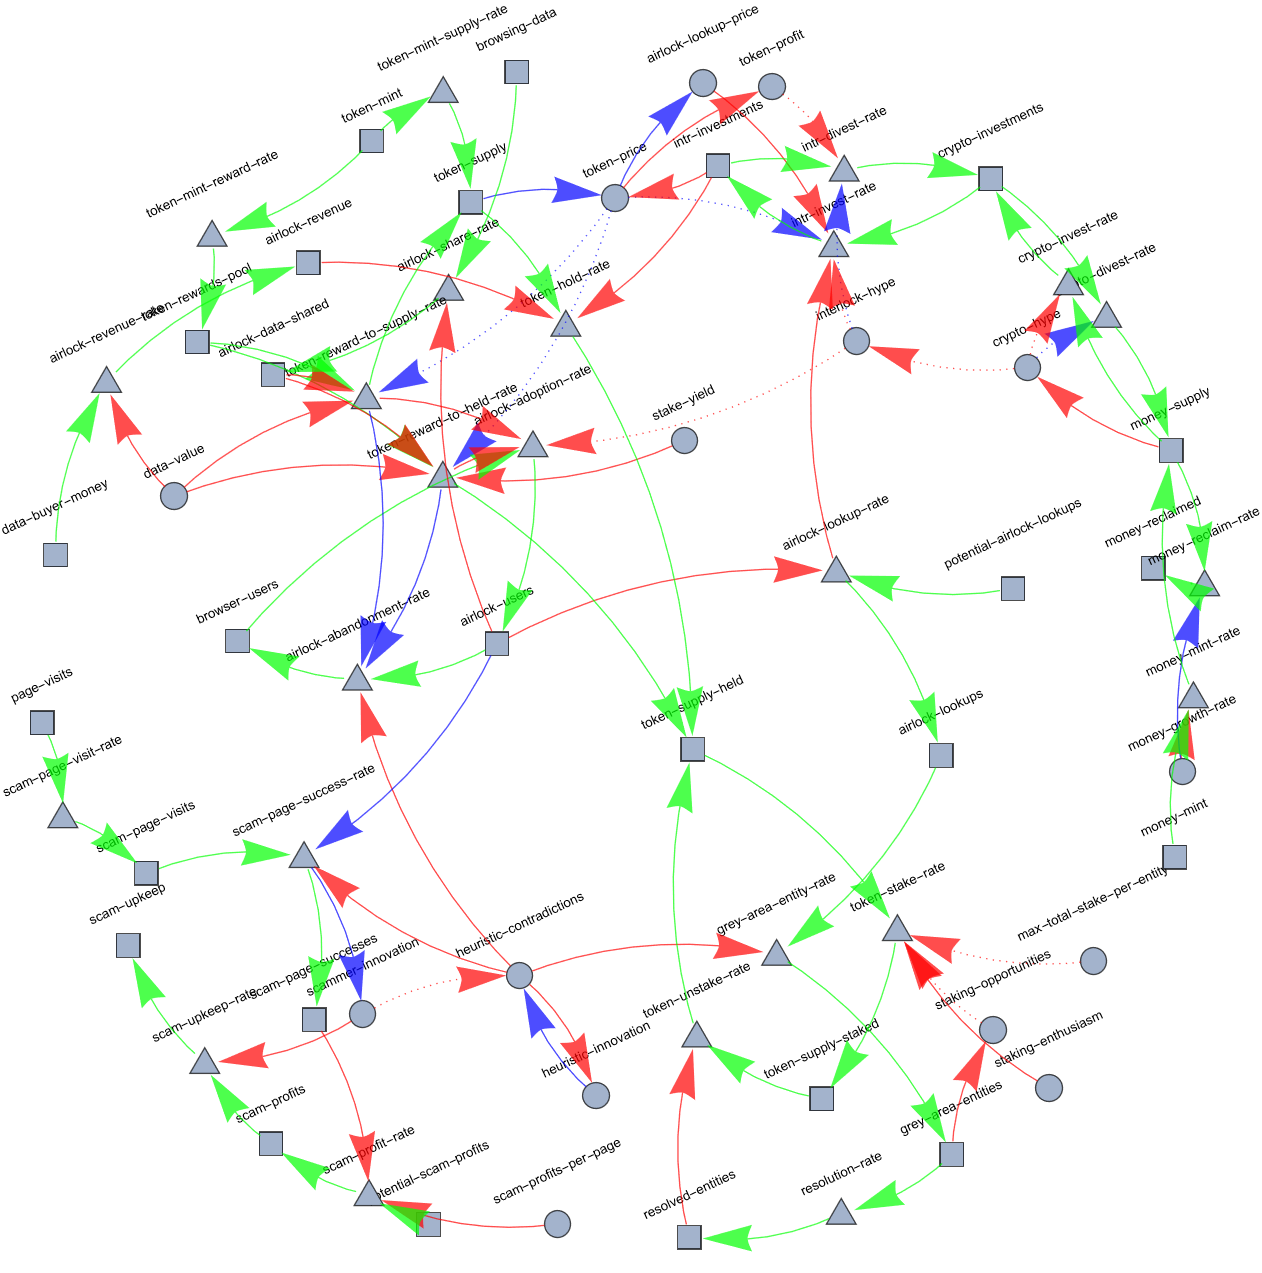 token-mint-supply-rate
browsing-data
airlock-lookup-price
token-profit
token-mint
intr-investments
intr-divest-rate
crypto-investments
token-supply
token-price
token-mint-reward-rate
airlock-revenue
airlock-share-rate
intr-invest-rate
crypto-invest-rate
to-divest-rate
token-rewards-pool
token-hold-rate
interlock-hype
airlock-revenue-rate
airlock-data-shared
token-reward-to-supply-rate
crypto-hype
token-reward-to-held-rate
airlock-adoption-rate
stake-yield
money-supply
data-value
data-buyer-money
airlock-lookup-rate
potential-airlock-lookups
money-reclaimed
money-reclaim-rate
browser-users
airlock-abandonment-rate
airlock-users
money-mint-rate
page-visits
token-supply-held
airlock-lookups
money-growth-rate
scam-page-visit-rate
scam-page-success-rate
scam-page-visits
money-mint
scam-upkeep
grey-area-entity-rate
token-stake-rate
max-total-stake-per-entity
heuristic-contradictions
scam-page-successes
scammer-innovation
token-unstake-rate
staking-opportunities
scam-upkeep-rate
heuristic-innovation
token-supply-staked
staking-enthusiasm
scam-profits
grey-area-entities
scam-profit-rate
otential-scam-profits
scam-profits-per-page
resolved-entities
resolution-rate